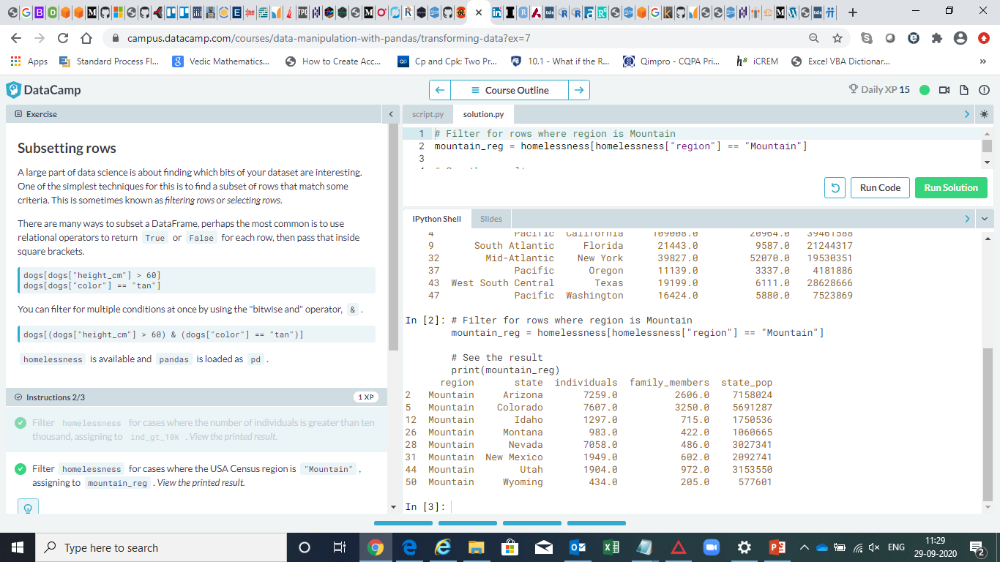 campus.datacamp.com/courses/data-manipulation-with-pandas/transforming-data?ex=7
Apps
Standard Process Fl...
Vedic Mathematics...
How to Create Acc...
Cp and Cpk: Two Pr...
10.1 - What if the R...
Qimpro - CQPA Pri...
iCREM
Excel VBA Dictionar...
DataCamp
Course Outline
Daily XP 15
Exercise
script.py
solution.py
Subsetting rows
A large part of data science is about finding which bits of your dataset are interesting.
One of the simplest techniques for this is to find a subset of rows that match some
criteria. This is sometimes known as filtering rows or selecting rows.
There are many ways to subset a DataFrame, perhaps the most common is to use
relational operators to return True or False for each row, then pass that inside
square brackets.
dogs[dogs["height_cm"] > 60]
dogs[dogs["color"] == "tan"]
You can filter for multiple conditions at once by using the "bitwise and" operator, & .
dogs[(dogs["height_cm"] > 60) & (dogs["color"] == "tan")]
homelessness is available and pandas is loaded as pd .
Instructions 2/3
1 XP
Filter homelessness for cases where the number of individuals is greater than ten
thousand, assigning to ind_gt_10k . View the printed result.
Filter homelessness for cases where the USA Census region is "Mountain" ,
assigning to mountain_reg . View the printed result.
1 # Filter for rows where region is Mountain
2 mountain_reg = homelessness[homelessness["region"] == "Mountain"]
3
Run Code
Run Solution
IPython Shell
Slides
4 Pacific California 109008.0 20964.0 39461588
9 South Atlantic Florida 21443.0 9587.0 21244317
32 Mid-Atlantic New York 39827.0 52070.0 19530351
37 Pacific Oregon 11139.0 3337.0 4181886
43 West South Central Texas 19199.0 6111.0 28628666
47 Pacific Washington 16424.0 5880.0 7523869
In [2]: # Filter for rows where region is Mountain
mountain_reg = homelessness[homelessness["region"] == "Mountain"]
# See the result
print(mountain_reg)
region state individuals family_members state_pop
2 Mountain Arizona 7259.0 2606.0 7158024
5 Mountain Colorado 7607.0 3250.0 5691287
12 Mountain Idaho 1297.0 715.0 1750536
26 Mountain Montana 983.0 422.0 1060665
28 Mountain Nevada 7058.0 486.0 3027341
31 Mountain New Mexico 1949.0 602.0 2092741
44 Mountain Utah 1904.0 972.0 3153550
50 Mountain Wyoming 434.0 205.0 577601
In [3]:
Type here to search
ENG
11:29
29-09-2020
2